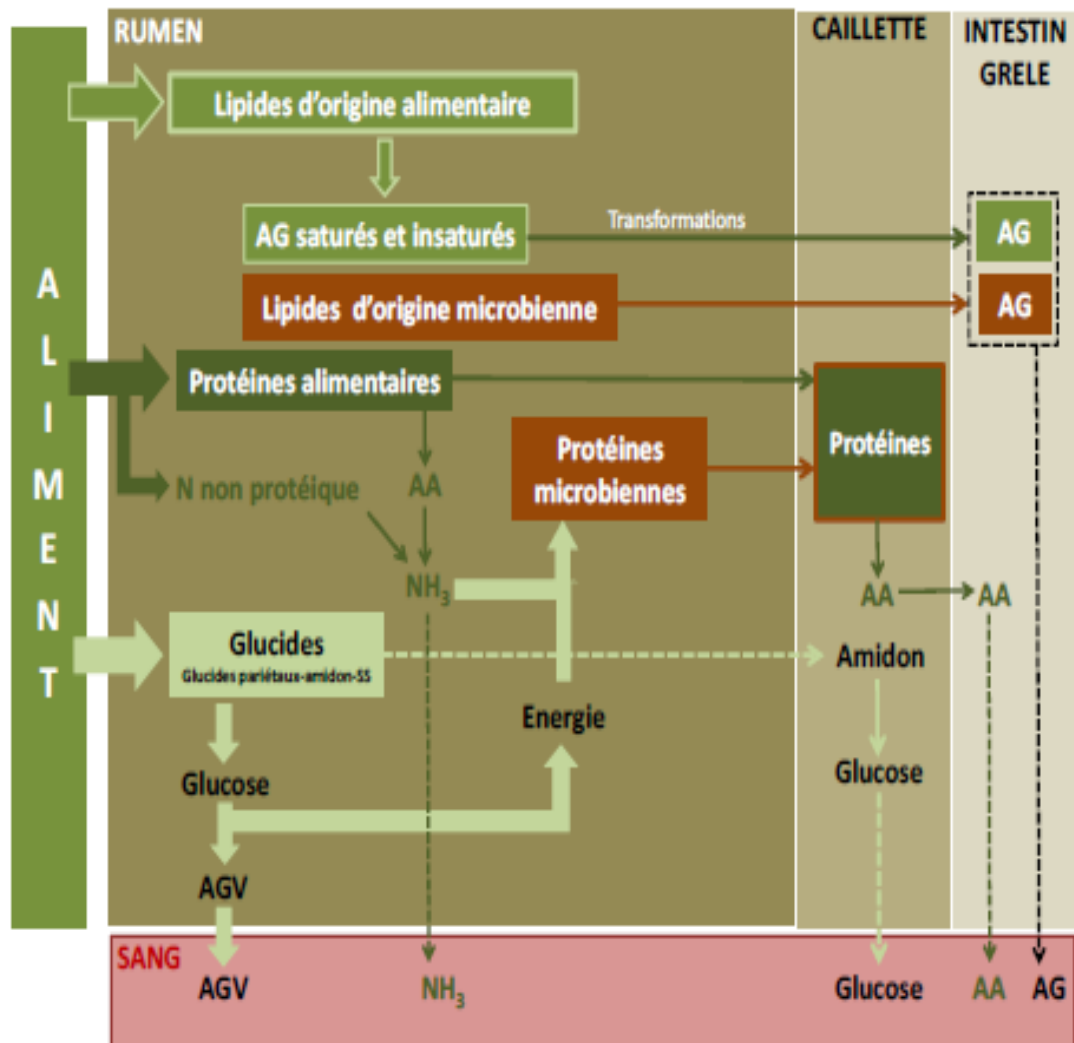 ALIMENT
RUMEN
CAILLETTE
INTESTIN
GRELE
Lipides d'origine alimentaire
AG saturés et insaturés
Transformations
AG
Lipides d'origine microbienne
AG
Protéines alimentaires
Protéines
microbiennes
Protéines
N non protéique
AA
NH₃
AA
AA
Glucides
Glucides pariétaux-amidon-SS
Amidon
Energie
Glucose
Glucose
AGV
SANG
AGV
NH₃
Glucose
AA
AG